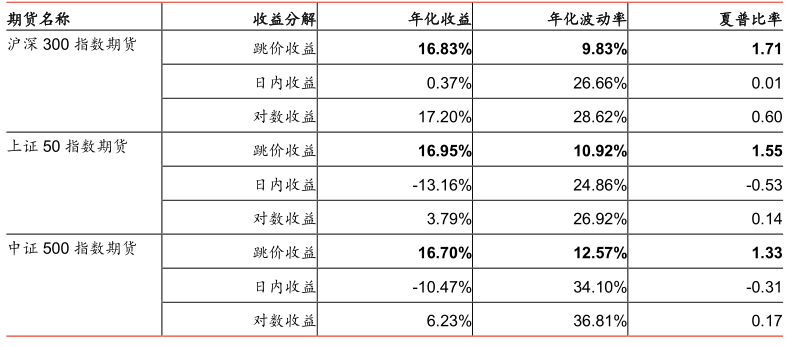 期货名称 收益分解 年化收益 年化波动率 夏普比率
沪深 300 指数期货 跳价收益 16.83% 9.83% 1.71
日内收益 0.37% 26.66% 0.01
对数收益 17.20% 28.62% 0.60
上证 50 指数期货 跳价收益 16.95% 10.92% 1.55
日内收益 -13.16% 24.86% -0.53
对数收益 3.79% 26.92% 0.14
中证 500 指数期货 跳价收益 16.70% 12.57% 1.33
日内收益 -10.47% 34.10% -0.31
对数收益 6.23% 36.81% 0.17